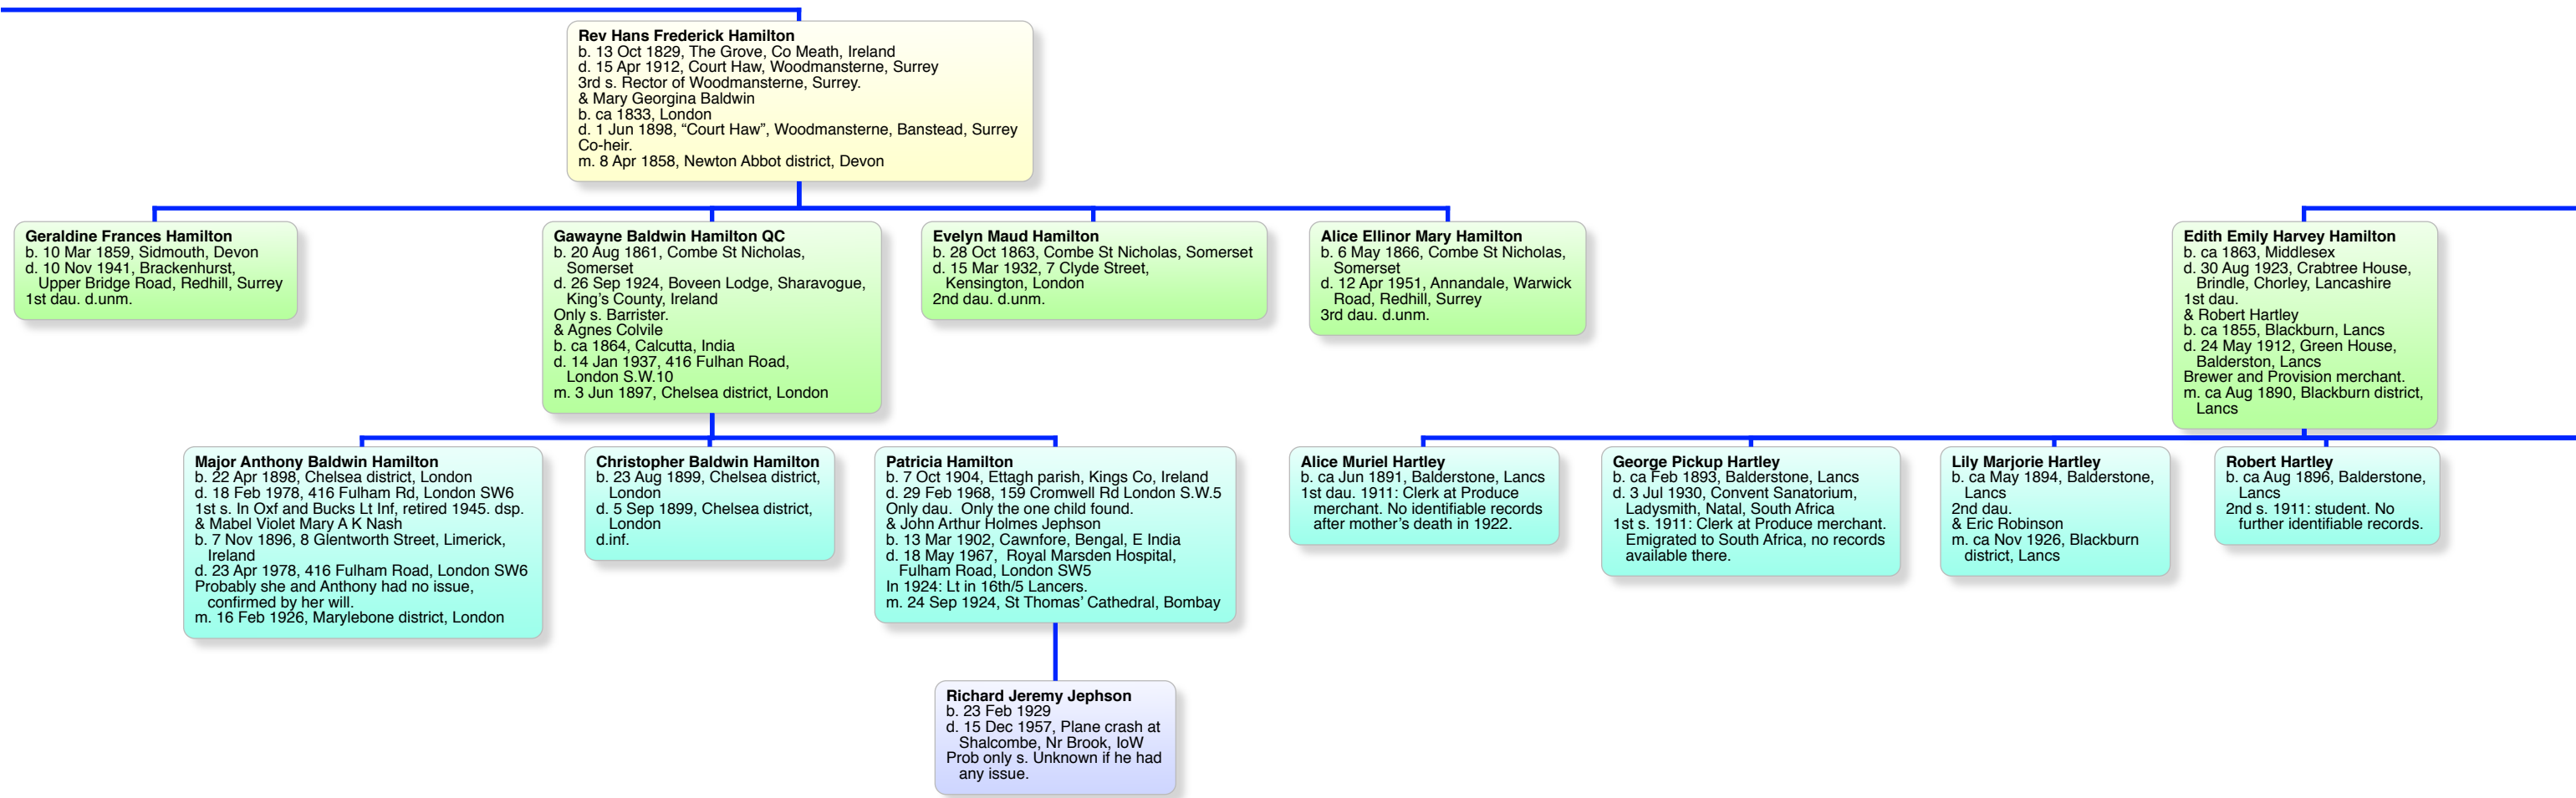 Rev Hans Frederick Hamilton
b. 13 Oct 1829, The Grove, Co Meath, Ireland
d. 15 Apr 1912, Court Haw, Woodmansterne, Surrey
3rd s. Rector of Woodmansterne, Surrey.
& Mary Georgina Baldwin
b. ca 1833, London
d. 1 Jun 1898, “Court Haw”, Woodmansterne, Banstead, Surrey
Co-heir.
m. 8 Apr 1858, Newton Abbot district, Devon
Geraldine Frances Hamilton
b. 10 Mar 1859, Sidmouth, Devon
d. 10 Nov 1941, Brackenhurst,
Upper Bridge Road, Redhill, Surrey
1st dau. d.unm.
Gawayne Baldwin Hamilton QC
b. 20 Aug 1861, Combe St Nicholas,
Somerset
d. 26 Sep 1924, Boveen Lodge, Sharavogue,
King’s County, Ireland
Only s. Barrister.
& Agnes Colvile
b. ca 1864, Calcutta, India
d. 14 Jan 1937, 416 Fulhan Road,
London S.W.10
m. 3 Jun 1897, Chelsea district, London
Evelyn Maud Hamilton
b. 28 Oct 1863, Combe St Nicholas, Somerset
d. 15 Mar 1932, 7 Clyde Street,
Kensington, London
2nd dau. d.unm.
Alice Ellinor Mary Hamilton
b. 6 May 1866, Combe St Nicholas,
Somerset
d. 12 Apr 1951, Annandale, Warwick
Road, Redhill, Surrey
3rd dau. d.unm.
Edith Emily Harvey Hamilton
b. ca 1863, Middlesex
d. 30 Aug 1923, Crabtree House,
Brindle, Chorley, Lancashire
1st dau.
& Robert Hartley
b. ca 1855, Blackburn, Lancs
d. 24 May 1912, Green House,
Balderston, Lancs
Brewer and Provision merchant.
m. ca Aug 1890, Blackburn district,
Lancs
Major Anthony Baldwin Hamilton
b. 22 Apr 1898, Chelsea district, London
d. 18 Feb 1978, 416 Fulham Rd, London SW6
1st s. In Oxf and Bucks Lt Inf, retired 1945. dsp.
& Mabel Violet Mary A K Nash
b. 7 Nov 1896, 8 Glentworth Street, Limerick,
Ireland
d. 23 Apr 1978, 416 Fulham Road, London SW6
Probably she and Anthony had no issue,
confirmed by her will.
m. 16 Feb 1926, Marylebone district, London
Christopher Baldwin Hamilton
b. 23 Aug 1899, Chelsea district,
London
d. 5 Sep 1899, Chelsea district,
London
d.inf.
Patricia Hamilton
b. 7 Oct 1904, Ettagh parish, Kings Co, Ireland
d. 29 Feb 1968, 159 Cromwell Rd London S.W.5
Only dau.  Only the one child found.
& John Arthur Holmes Jephson
b. 13 Mar 1902, Cawnfore, Bengal, E India
d. 18 May 1967,  Royal Marsden Hospital,
Fulham Road, London SW5
In 1924: Lt in 16th/5 Lancers.
m. 24 Sep 1924, St Thomas’ Cathedral, Bombay
Alice Muriel Hartley
b. ca Jun 1891, Balderstone, Lancs
1st dau. 1911: Clerk at Produce
merchant. No identifiable records
after mother’s death in 1922.
George Pickup Hartley
b. ca Feb 1893, Balderstone, Lancs
d. 3 Jul 1930, Convent Sanatorium,
Ladysmith, Natal, South Africa
1st s. 1911: Clerk at Produce merchant.
Emigrated to South Africa, no records
available there.
Lily Marjorie Hartley
b. ca May 1894, Balderstone,
Lancs
2nd dau.
& Eric Robinson
m. ca Nov 1926, Blackburn
district, Lancs
Robert Hartley
b. ca Aug 1896, Balderstone,
Lancs
2nd s. 1911: student. No
further identifiable records.
Richard Jeremy Jephson
b. 23 Feb 1929
d. 15 Dec 1957, Plane crash at
Shalcombe, Nr Brook, IoW
Prob only s. Unknown if he had
any issue.